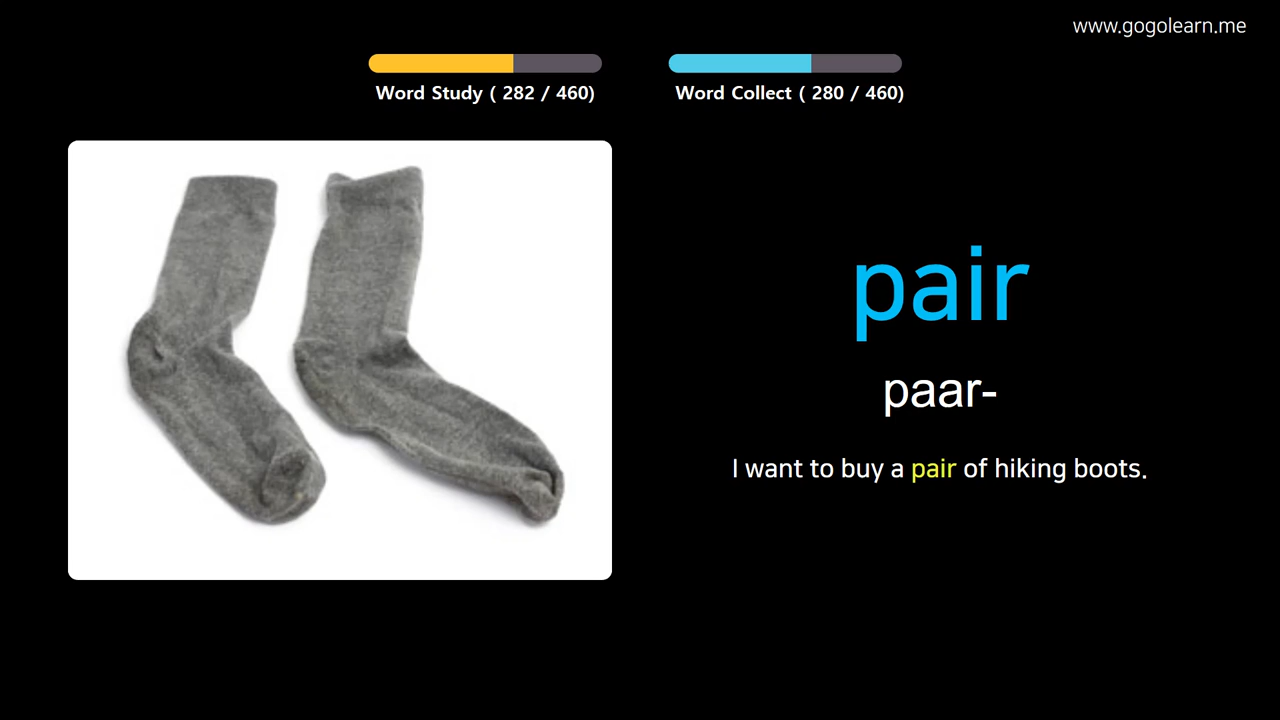 www.gogolearn.me
Word Study ( 282 / 460)
Word Collect ( 280 / 460)
pair
paar-
I want to buy a pair of hiking boots.